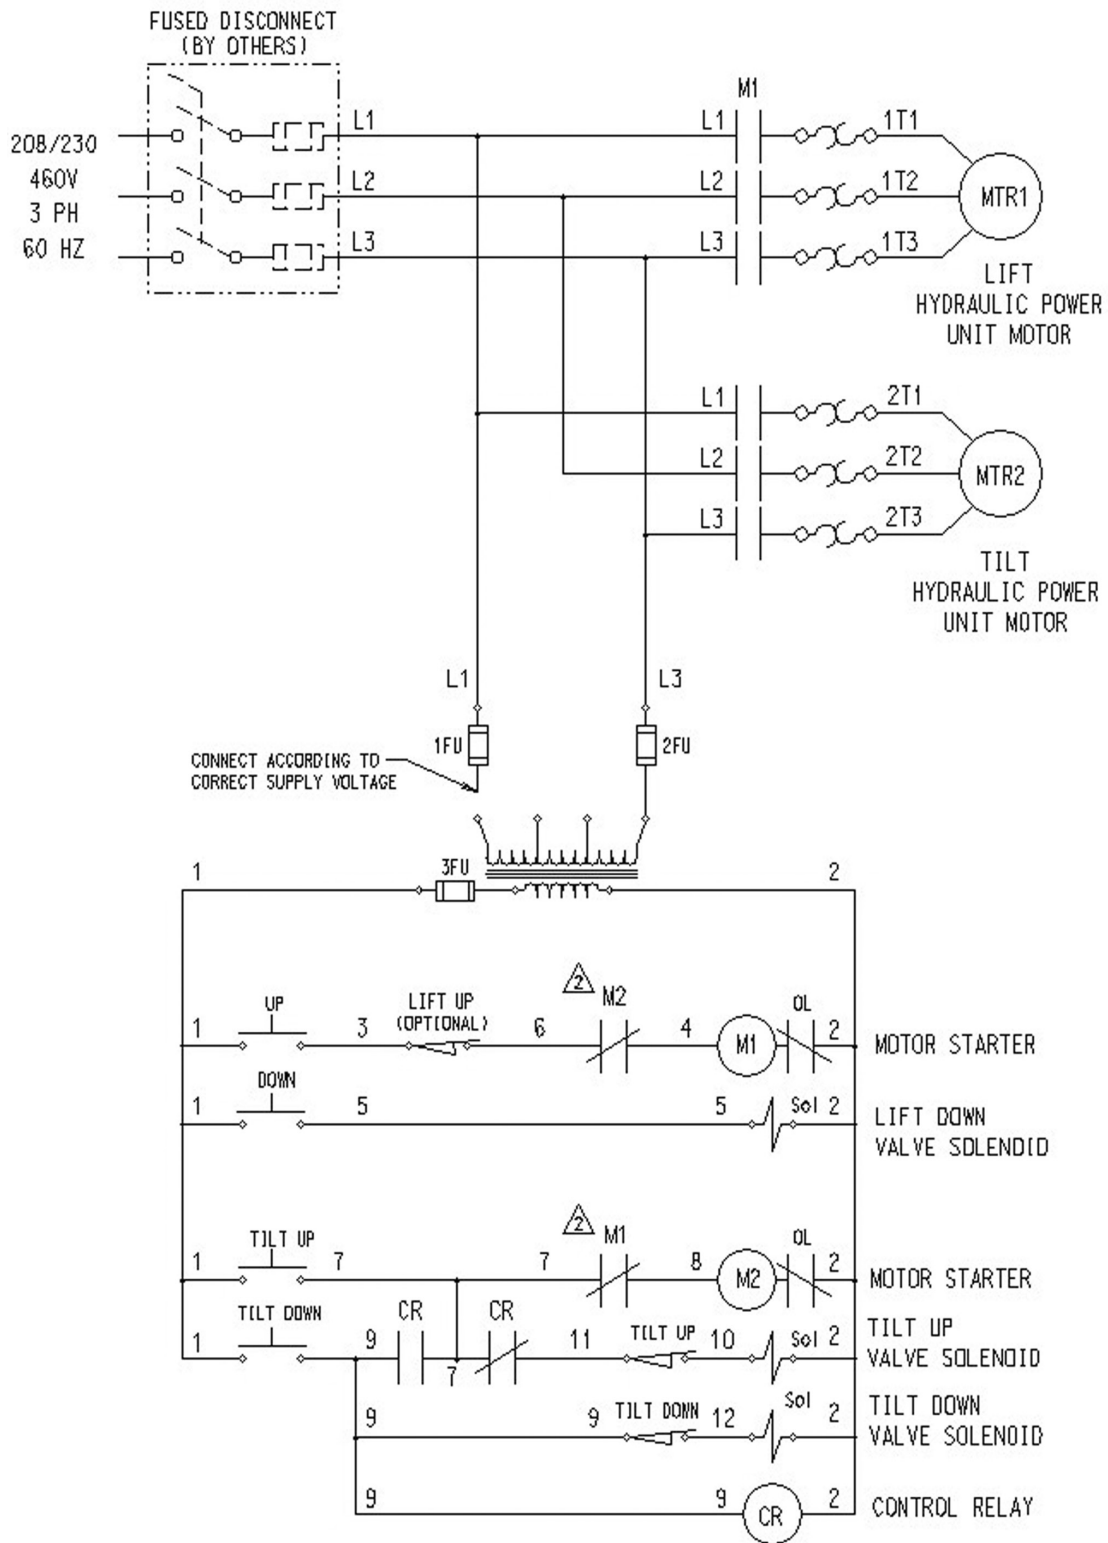 FUSED DISCONNECT
(BY OTHERS)
208/230
460V
3 PH
60 HZ
L1
L2
L3
M1
L1
L2
L3
1T1
1T2
1T3
MTR1
LIFT
HYDRAULIC POWER
UNIT MOTOR
L1
L2
L3
2T1
2T2
2T3
MTR2
TILT
HYDRAULIC POWER
UNIT MOTOR
L1
L3
1FU
2FU
CONNECT ACCORDING TO
CORRECT SUPPLY VOLTAGE
1
3FU
2
1
UP
3
LIFT UP
(OPTIONAL)
6
2
M2
4
M1
OL
2
MOTOR STARTER
1
DOWN
5
5
Sol
2
LIFT DOWN
VALVE SOLENOID
1
TILT UP
7
7
2
M1
8
M2
OL
2
MOTOR STARTER
1
TILT DOWN
9
CR
7
CR
11
TILT UP
10
Sol
2
TILT UP
VALVE SOLENOID
9
9
TILT DOWN
12
Sol
2
TILT DOWN
VALVE SOLENOID
9
9
CR
2
CONTROL RELAY